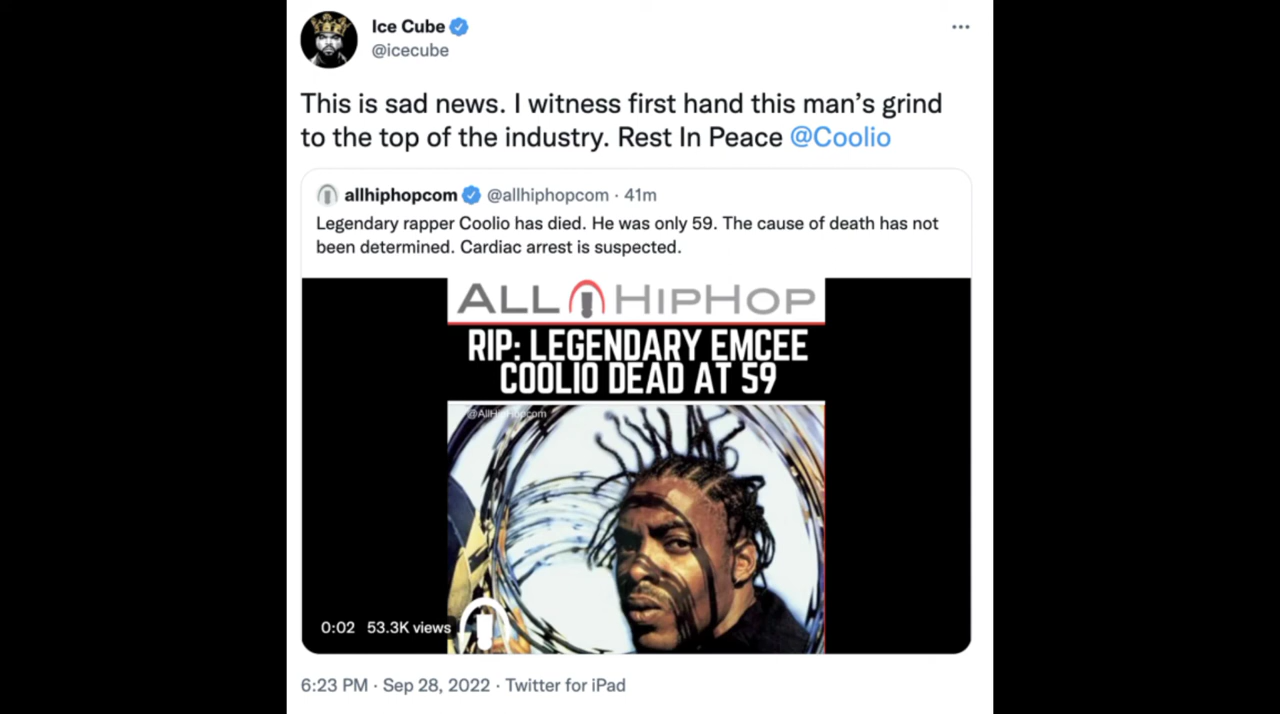 Ice Cube
@icecube
This is sad news. I witness first hand this man’s grind
to the top of the industry. Rest In Peace @Coolio
allhiphopcom @allhiphopcom · 41m
Legendary rapper Coolio has died. He was only 59. The cause of death has not
been determined. Cardiac arrest is suspected.
ALL HIPHOP
RIP: LEGENDARY EMCEE
COOLIO DEAD AT 59
@AllHipHopcom
0:02 53.3K views
6:23 PM · Sep 28, 2022 · Twitter for iPad